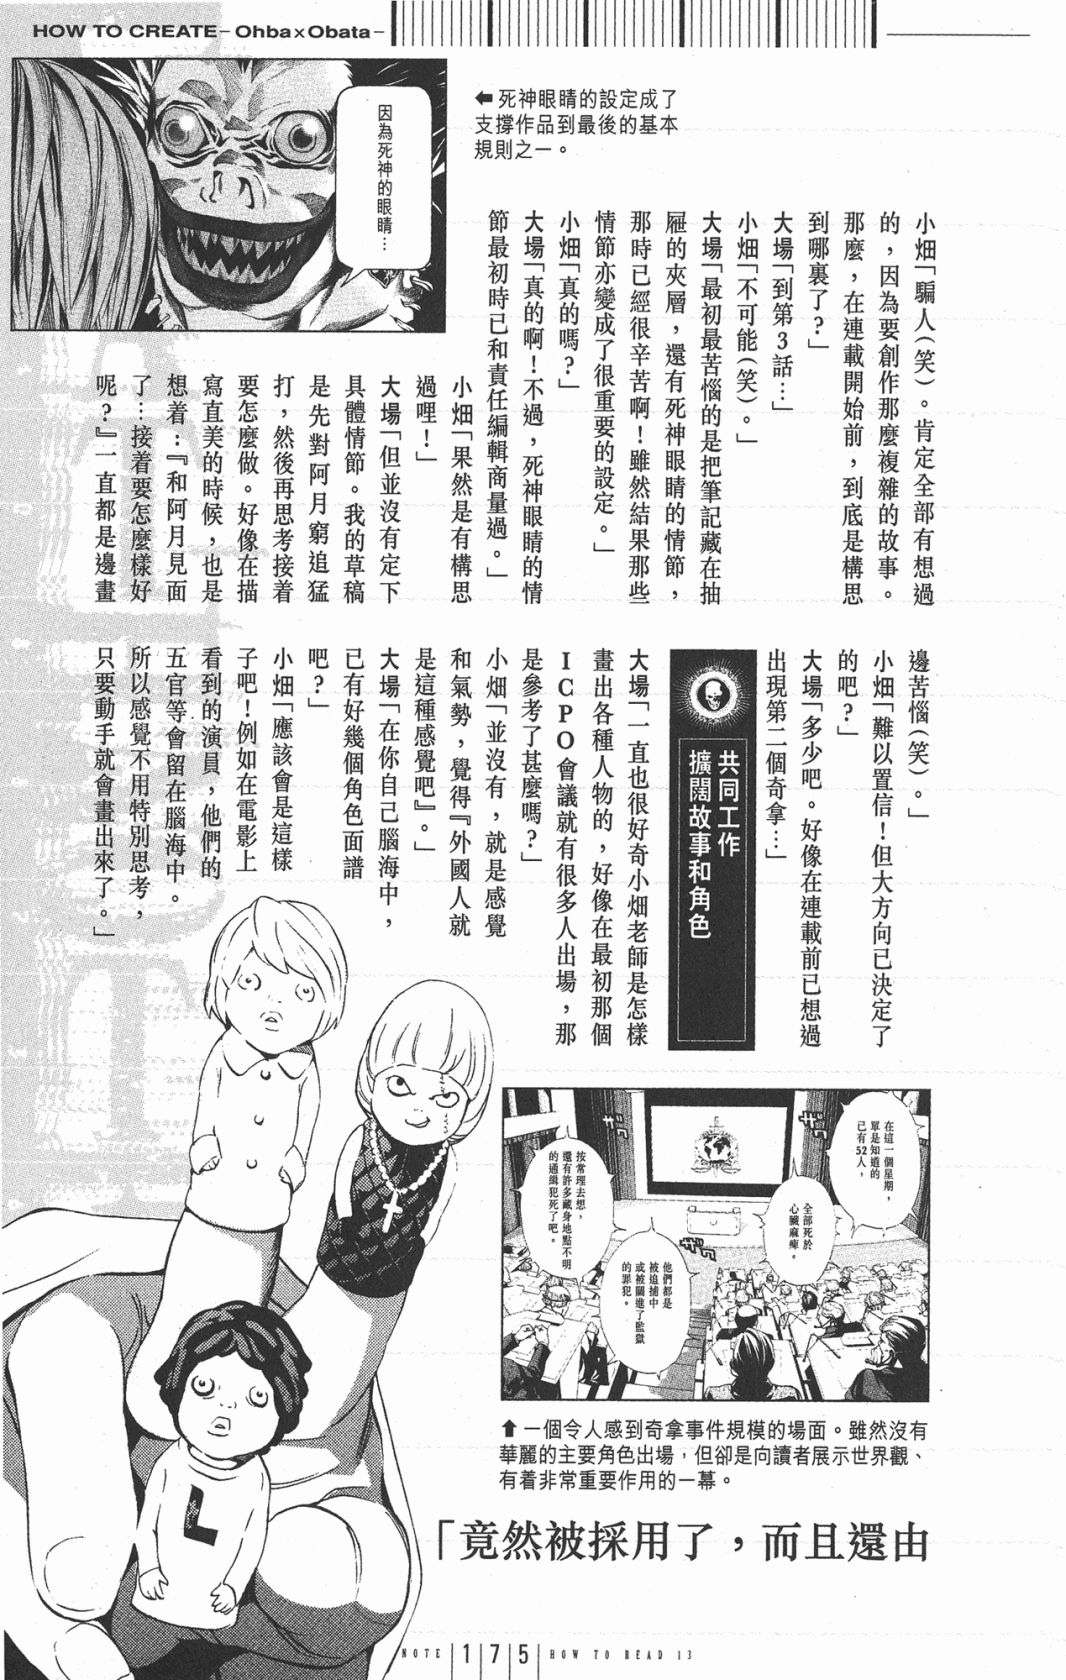 HOW TO CREATE－Ohba×Obata－
因為死神的眼睛…
⬅死神眼睛的設定成了
支撐作品到最後的基本
規則之一。
小畑「騙人(笑)。肯定全部有想過
的，因為要創作那麼複雜的故事。
那麼，在連載開始前，到底是構思
到哪裏了？」
大場「到第3話…」
小畑「不可能(笑)。」
大場「最初最苦惱的是把筆記藏在抽
屜的夾層，還有死神眼睛的情節，
那時已經很辛苦啊！雖然結果那些
情節亦變成了很重要的設定。」
小畑「真的嗎？」
大場「真的啊！不過，死神眼睛的情
節最初時已和責任編輯商量過。」
小畑「果然是有構思
過哩！」
大場「但並沒有定下
具體情節。我的草稿
是先對阿月窮追猛
打，然後再思考接着
要怎麼做。好像在描
寫直美的時候，也是
想着：『和阿月見面
了…接着要怎麼樣好
呢？』一直都是邊畫
邊苦惱(笑)。」
小畑「難以置信！但大方向已決定了
的吧？」
大場「多少吧。好像在連載前已想過
出現第二個奇拿…」
共同工作
擴闊故事和角色
大場「一直也很好奇小畑老師是怎樣
畫出各種人物的，好像在最初那個
ICPO會議就有很多人出場，那
是參考了甚麼嗎？」
小畑「並沒有，就是感覺
和氣勢，覺得『外國人就
是這種感覺吧』。」
大場「在你自己腦海中，
已有好幾個角色面譜
吧？」
小畑「應該會是這樣
子吧！例如在電影上
看到的演員，他們的
五官等會留在腦海中。
所以感覺不用特別思考，
只要動手就會畫出來了。」
在這一個星期，
單是知道的
已有52人，
全部死於
心臟麻痺。
他們都是
被追捕中
或被關進了監獄
的罪犯。
按常理去想，
還有許多藏身地點不明
的通緝犯死了吧。
⬆一個令人感到奇拿事件規模的場面。雖然沒有
華麗的主要角色出場，但卻是向讀者展示世界觀、
有着非常重要作用的一幕。
L
「竟然被採用了，而且還由
NOTE 175 HOW TO READ 13